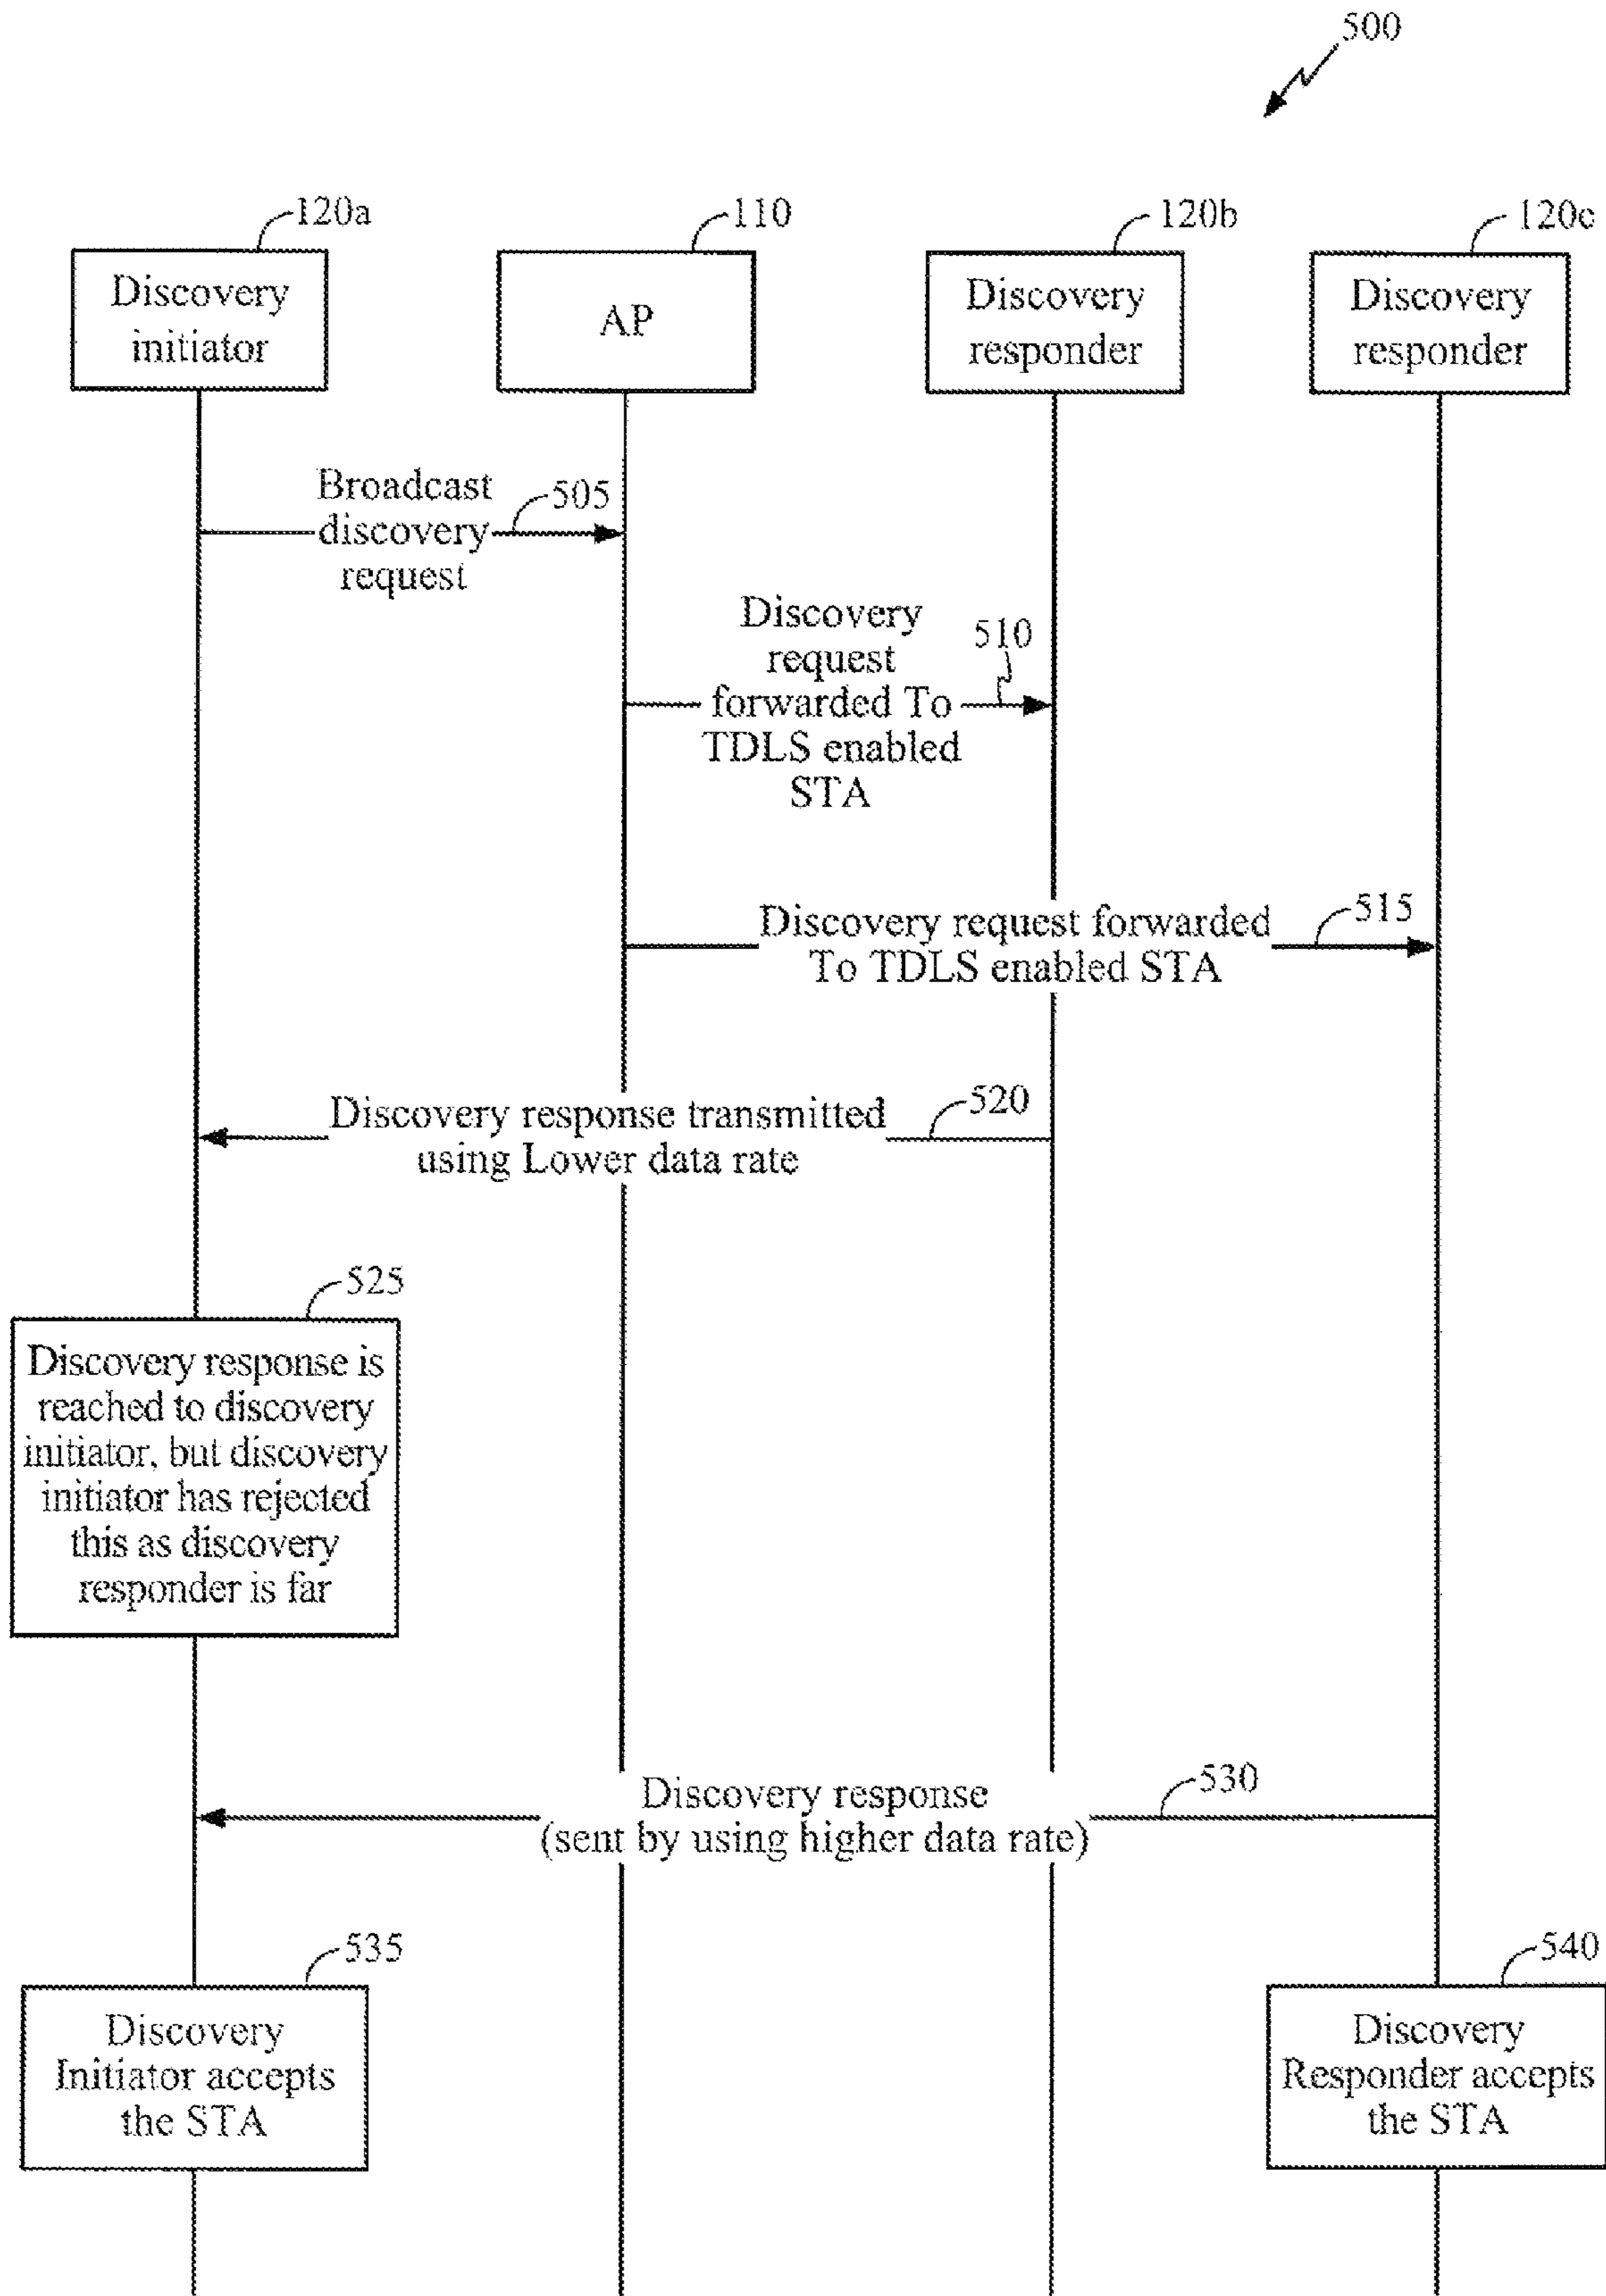 500
120a
110
120b
120c
Discovery
initiator
AP
Discovery
responder
Discovery
responder
Broadcast
discovery
request
505
Discovery
request
forwarded To
TDLS enabled
STA
510
Discovery request forwarded
To TDLS enabled STA
515
Discovery response transmitted
using Lower data rate
520
525
Discovery response is
reached to discovery
initiator, but discovery
initiator has rejected
this as discovery
responder is far
Discovery response
(sent by using higher data rate)
530
535
Discovery
Initiator accepts
the STA
540
Discovery
Responder accepts
the STA